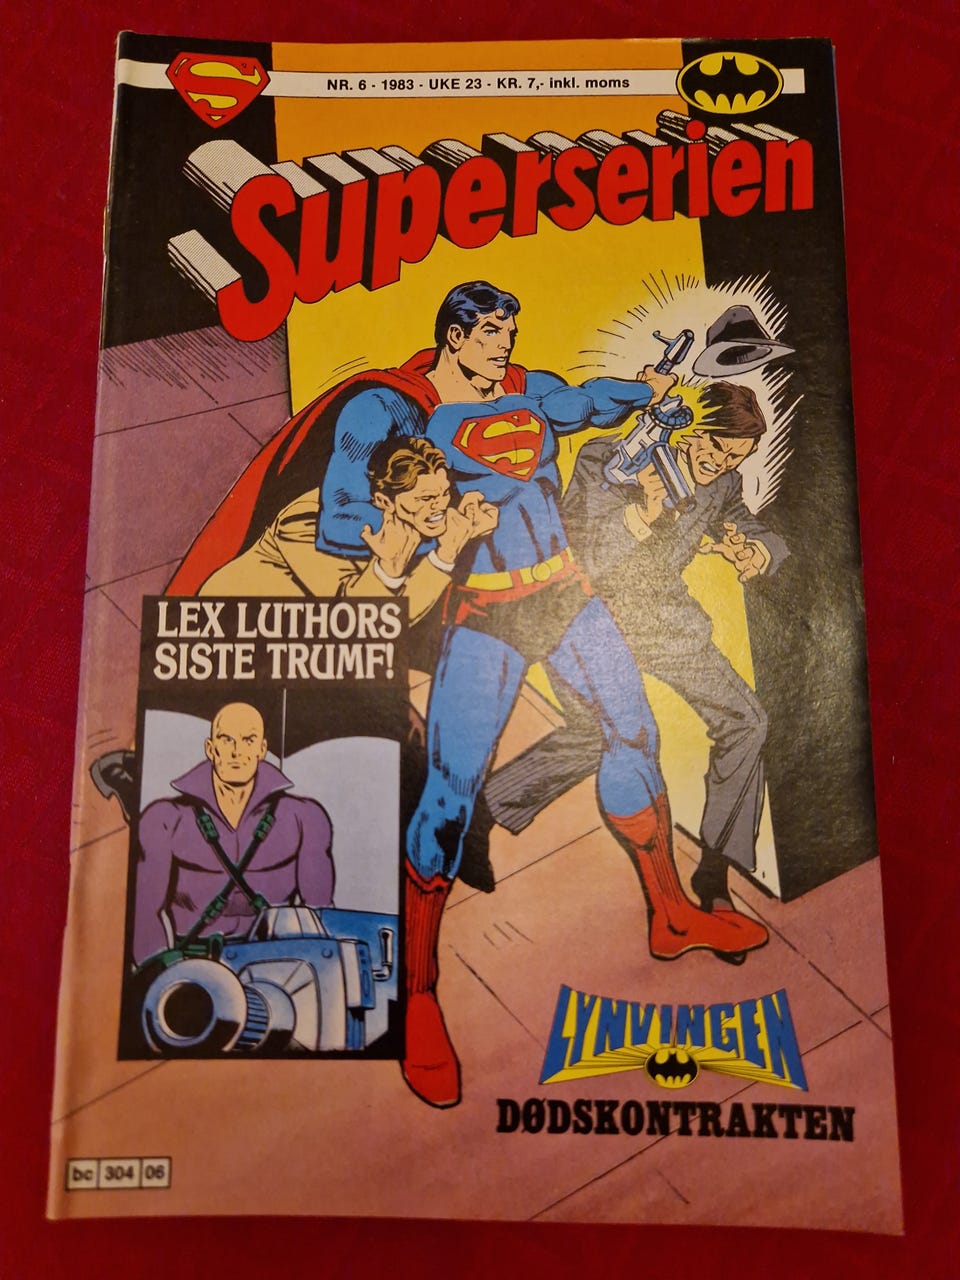 NR. 6 - 1983 - UKE 23 - KR. 7,- inkl. moms
Superserien
LEX LUTHORS
SISTE TRUMF!
LYNVINGEN
DØDSKONTRAKTEN
bc 304 06